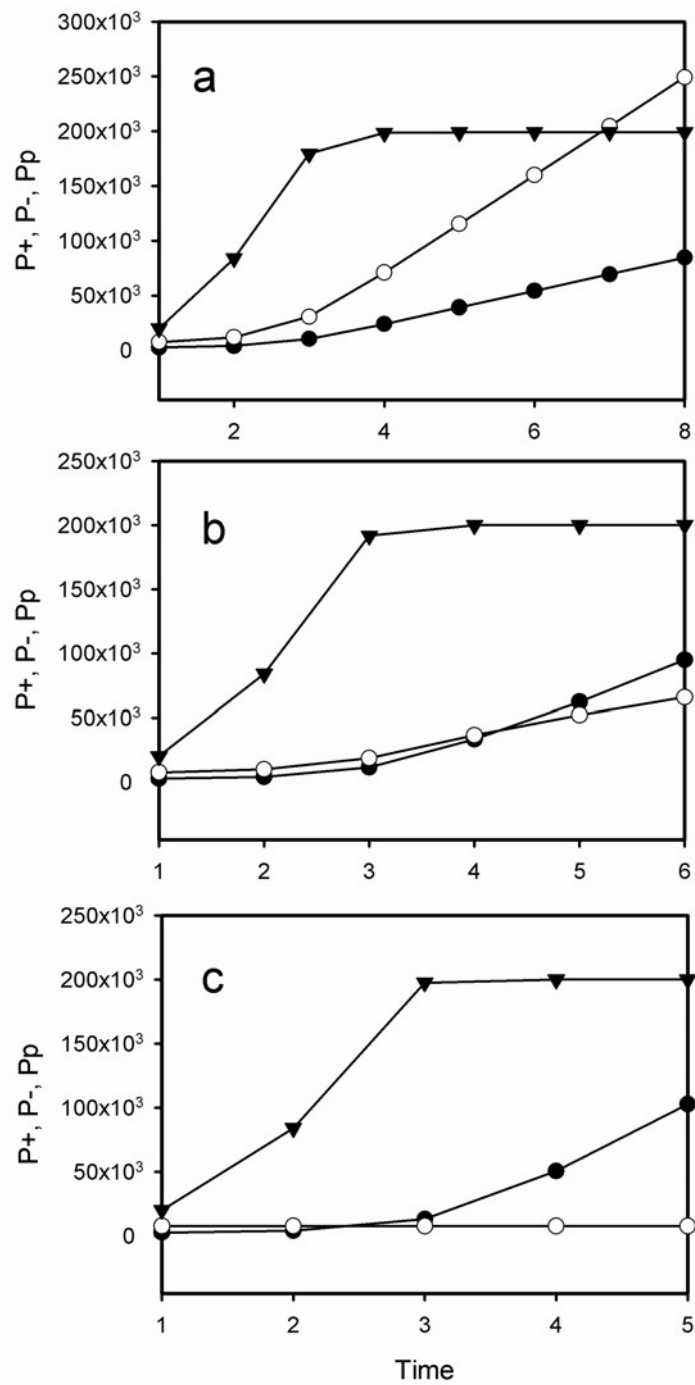 300x10³
250x10³
200x10³
150x10³
100x10³
50x10³
0
P+, P-, Pp
a
2 4 6 8
250x10³
200x10³
150x10³
100x10³
50x10³
0
P+, P-, Pp
b
1 2 3 4 5 6
250x10³
200x10³
150x10³
100x10³
50x10³
0
P+, P-, Pp
c
1 2 3 4 5
Time